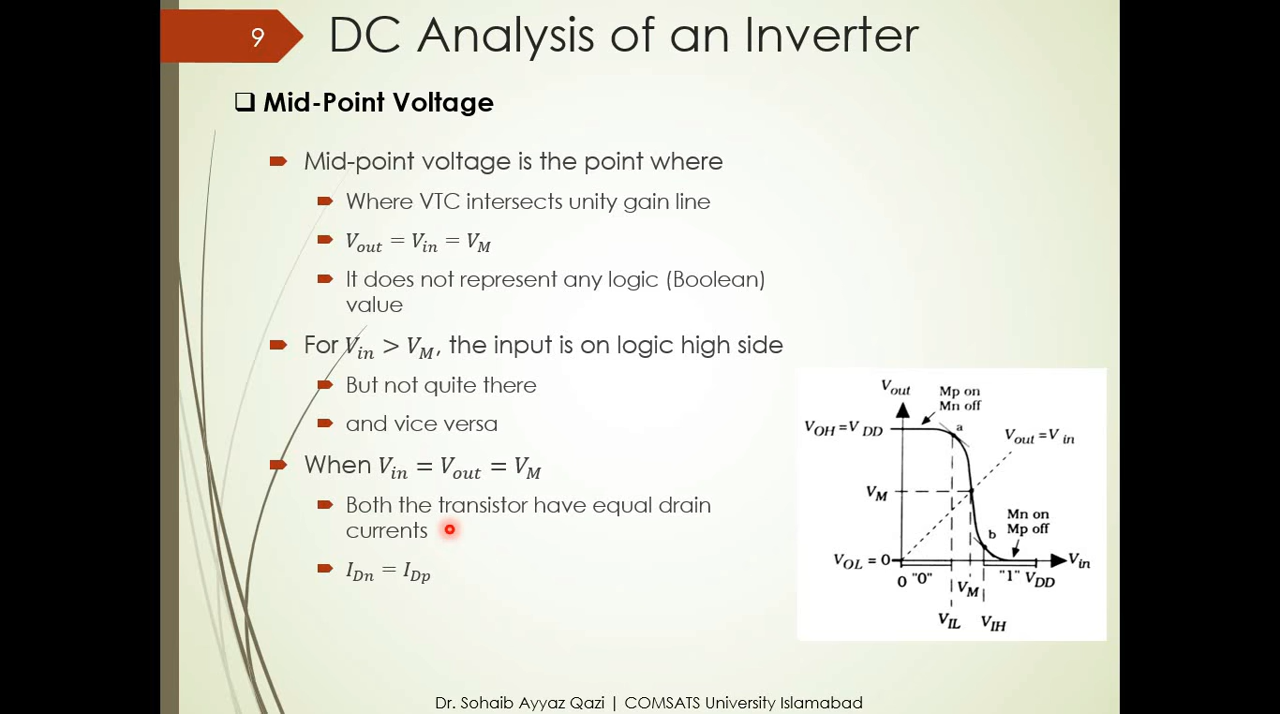 9
DC Analysis of an Inverter
❑ Mid-Point Voltage
Mid-point voltage is the point where
Where VTC intersects unity gain line
V_out = V_in = V_M
It does not represent any logic (Boolean)
value
For V_in > V_M, the input is on logic high side
But not quite there
and vice versa
When V_in = V_out = V_M
Both the transistor have equal drain
currents
I_Dn = I_Dp
V_out
Mp on
Mn off
a
V_OH = V_DD
V_out = V_in
V_M
Mn on
Mp off
b
V_OL = 0
V_in
0 "0"
V_M
"1" V_DD
V_IL
V_IH
Dr. Sohaib Ayyaz Qazi | COMSATS University Islamabad